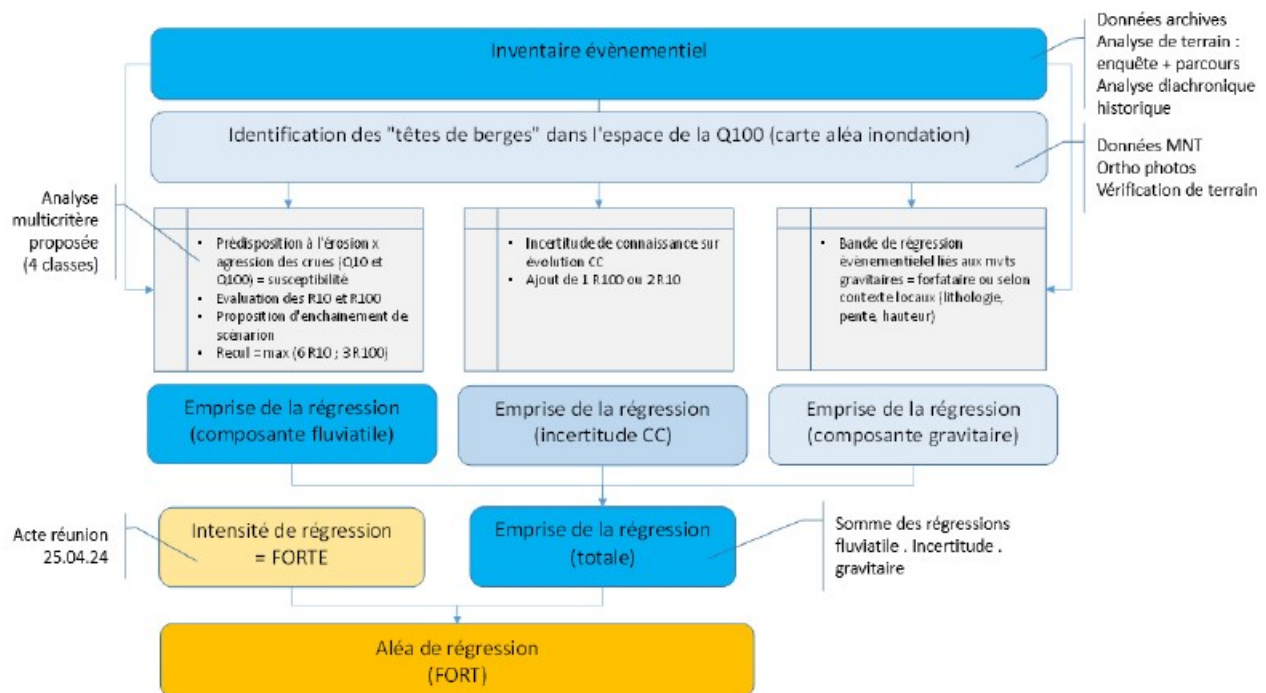 Données archives
Analyse de terrain :
enquête + parcours
Analyse diachronique
historique
Inventaire évènementiel
Identification des "têtes de berges" dans l'espace de la Q100 (carte aléa inondation)
Données MNT
Ortho photos
Vérification de terrain
Analyse
multicritère
proposée
(4 classes)
• Prédisposition à l'érosion x
agression des crues (Q10 et
Q100) = susceptibilité
• Evaluation des R10 et R100
• Proposition d'enchainement de
scénarion
• Recul = max (6 R10 ; 3 R100)
• Incertitude de connaissance sur
évolution CC
• Ajout de 1 R100 ou 2 R10
• Bande de régression
évènementielel liés aux mvts
gravitaires = forfataire ou selon
contexte locaux (lithologie,
pente, hauteur)
Emprise de la régression
(composante fluviatile)
Emprise de la régression
(incertitude CC)
Emprise de la régression
(composante gravitaire)
Acte réunion
25.04.24
Intensité de régression
= FORTE
Emprise de la régression
(totale)
Somme des régressions
fluviatile . Incertitude .
gravitaire
Aléa de régression
(FORT)